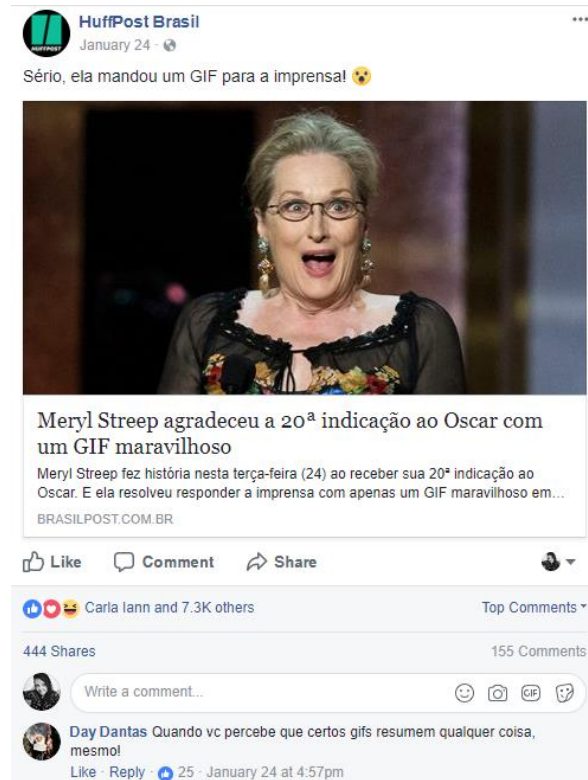 HuffPost Brasil
January 24
Sério, ela mandou um GIF para a imprensa!
HUFFPOST
Meryl Streep agradeceu a 20ª indicação ao Oscar com
um GIF maravilhoso
Meryl Streep fez história nesta terça-feira (24) ao receber sua 20ª indicação ao
Oscar. E ela resolveu responder a imprensa com apenas um GIF maravilhoso em...
BRASILPOST.COM.BR
Like Comment Share
Carla Iann and 7.3K others Top Comments
444 Shares 155 Comments
Write a comment... GIF
Day Dantas Quando vc percebe que certos gifs resumem qualquer coisa,
mesmo!
Like · Reply · 25 · January 24 at 4:57pm